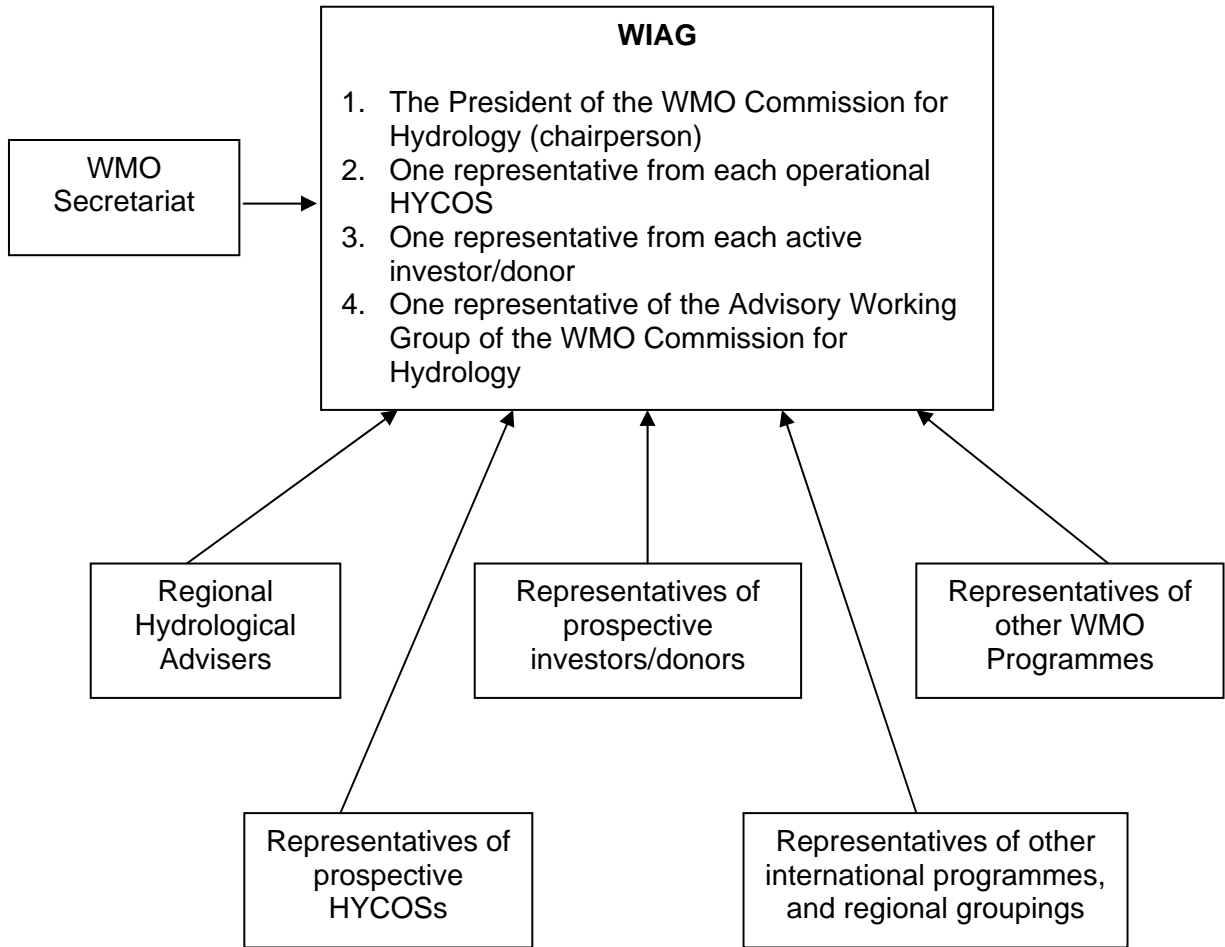 WIAG
1. The President of the WMO Commission for
Hydrology (chairperson)
2. One representative from each operational
HYCOS
3. One representative from each active
investor/donor
4. One representative of the Advisory Working
Group of the WMO Commission for
Hydrology
WMO
Secretariat
Regional
Hydrological
Advisers
Representatives of
prospective
investors/donors
Representatives of
other WMO
Programmes
Representatives of
prospective
HYCOSs
Representatives of other
international programmes,
and regional groupings